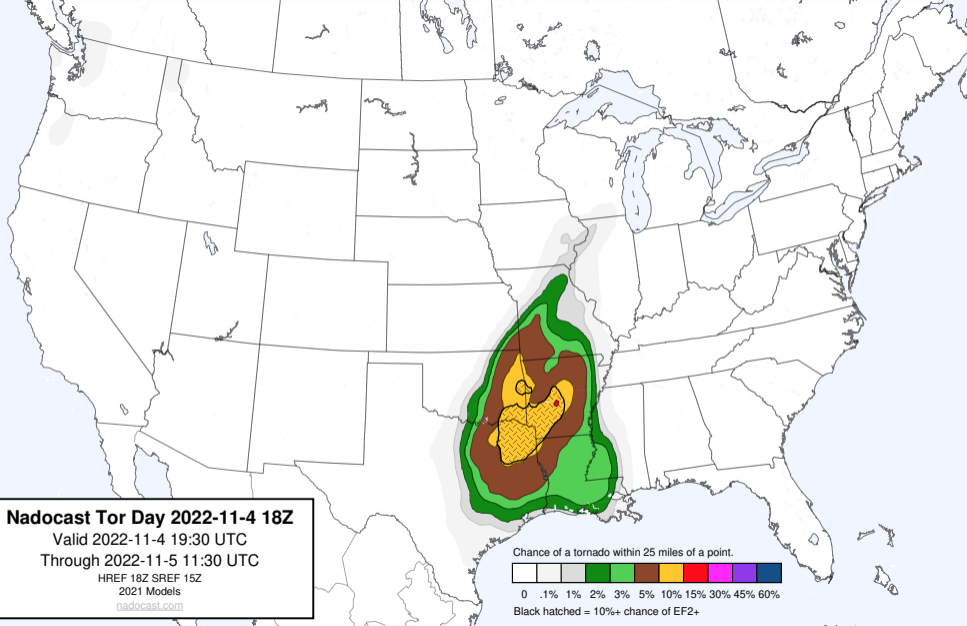 Nadocast Tor Day 2022-11-4 18Z
Valid 2022-11-4 19:30 UTC
Through 2022-11-5 11:30 UTC
HREF 18Z SREF 15Z
2021 Models
nadocast.com
Chance of a tornado within 25 miles of a point.
0 .1% 1% 2% 3% 5% 10% 15% 30% 45% 60%
Black hatched = 10%+ chance of EF2+